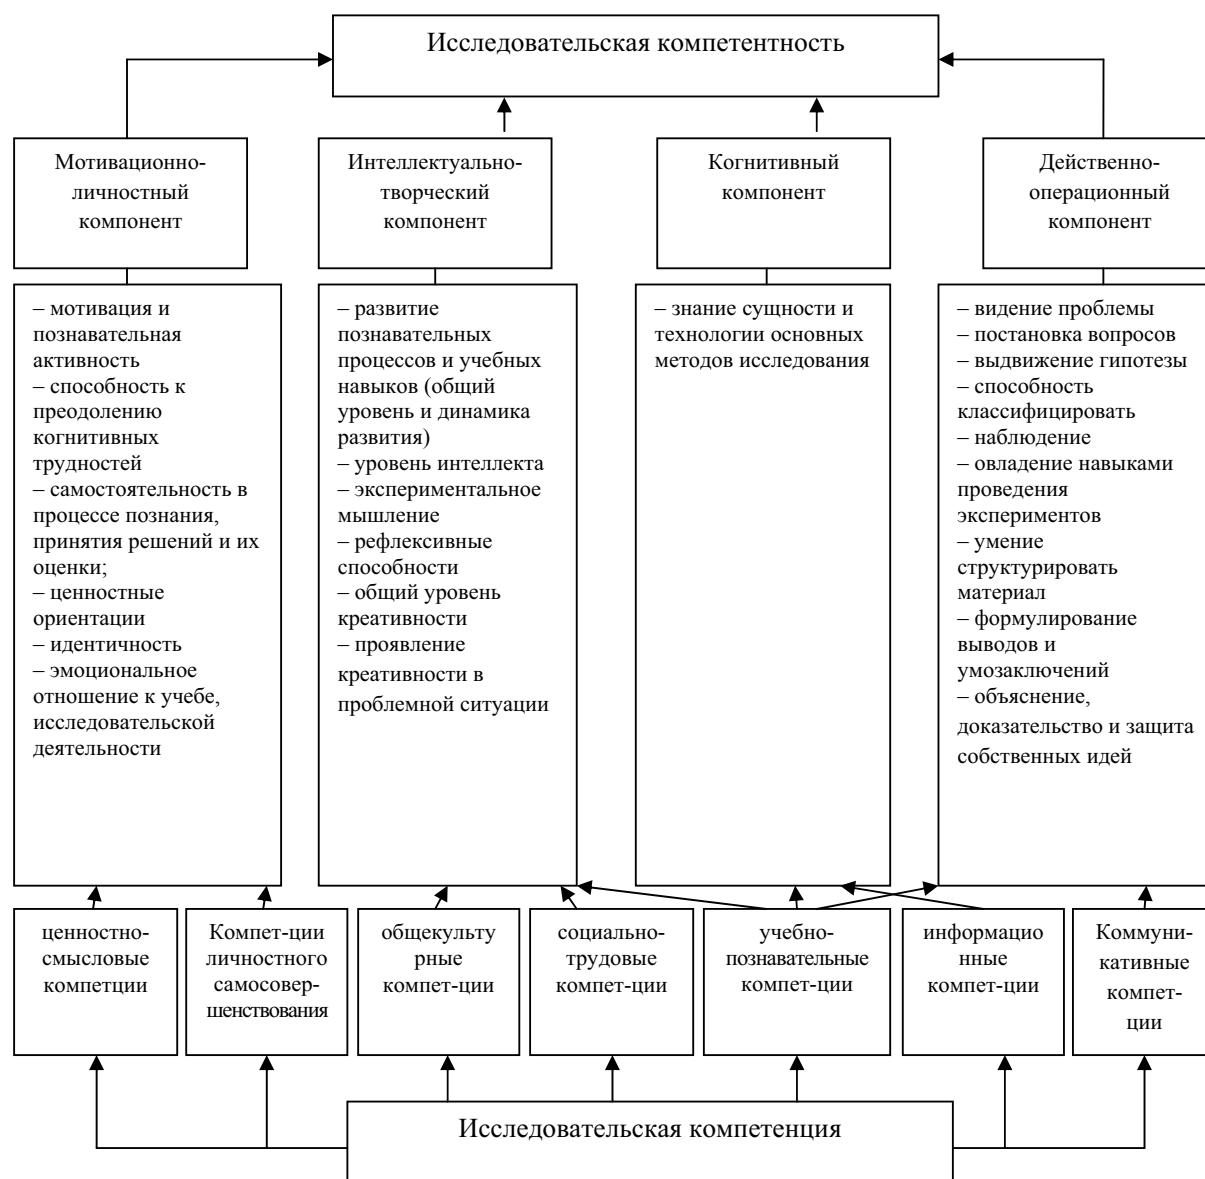 Исследовательская компетентность
Мотивационно-
личностный
компонент
Интеллектуально-
творческий
компонент
Когнитивный
компонент
Действенно-
операционный
компонент
– мотивация и
познавательная
активность
– способность к
преодолению
когнитивных
трудностей
– самостоятельность в
процессе познания,
принятия решений и их
оценки;
– ценностные
ориентации
– идентичность
– эмоциональное
отношение к учебе,
исследовательской
деятельности
– развитие
познавательных
процессов и учебных
навыков (общий
уровень и динамика
развития)
– уровень интеллекта
– экспериментальное
мышление
– рефлексивные
способности
– общий уровень
креативности
– проявление
креативности в
проблемной ситуации
– знание сущности и
технологии основных
методов исследования
– видение проблемы
– постановка вопросов
– выдвижение гипотезы
– способность
классифицировать
– наблюдение
– овладение навыками
проведения
экспериментов
– умение
структурировать
материал
– формулирование
выводов и
умозаключений
– объяснение,
доказательство и защита
собственных идей
ценностно-
смысловые
компетции
Компет-ции
личностного
самосовер-
шенствования
общекульту
рные
компет-ции
социально-
трудовые
компет-ции
учебно-
познавательные
компет-ции
информацио
нные
компет-ции
Коммуни-
кативные
компет-
ции
Исследовательская компетенция